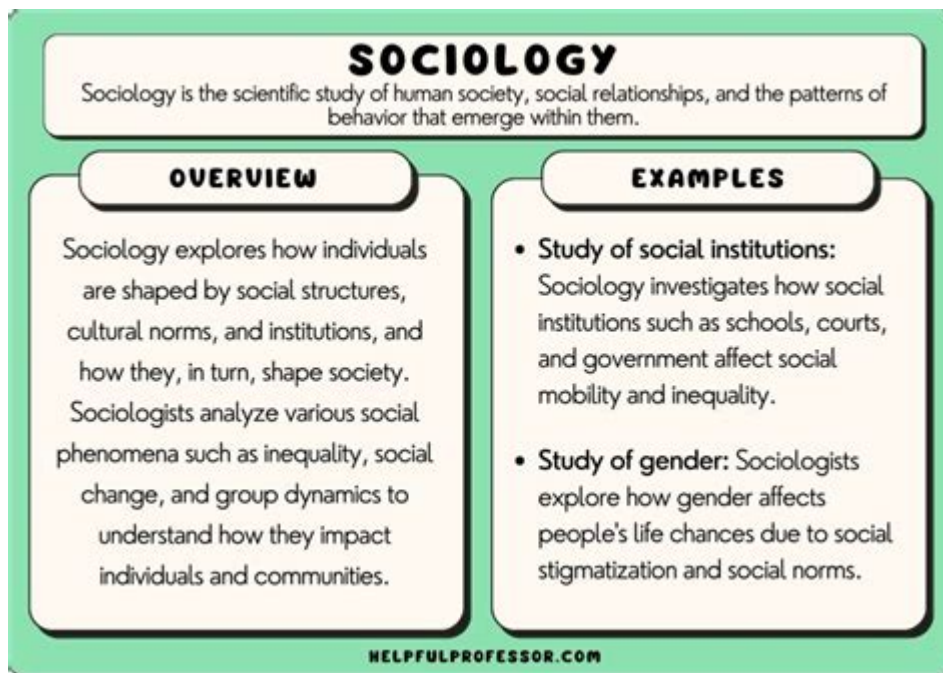 SOCIOLOGY
Sociology is the scientific study of human society, social relationships, and the patterns of
behavior that emerge within them.
OVERVIEW
Sociology explores how individuals
are shaped by social structures,
cultural norms, and institutions, and
how they, in turn, shape society.
Sociologists analyze various social
phenomena such as inequality, social
change, and group dynamics to
understand how they impact
individuals and communities.
EXAMPLES
• Study of social institutions:
Sociology investigates how social
institutions such as schools, courts,
and government affect social
mobility and inequality.
• Study of gender: Sociologists
explore how gender affects
people's life chances due to social
stigmatization and social norms.
HELPFULPROFESSOR.COM